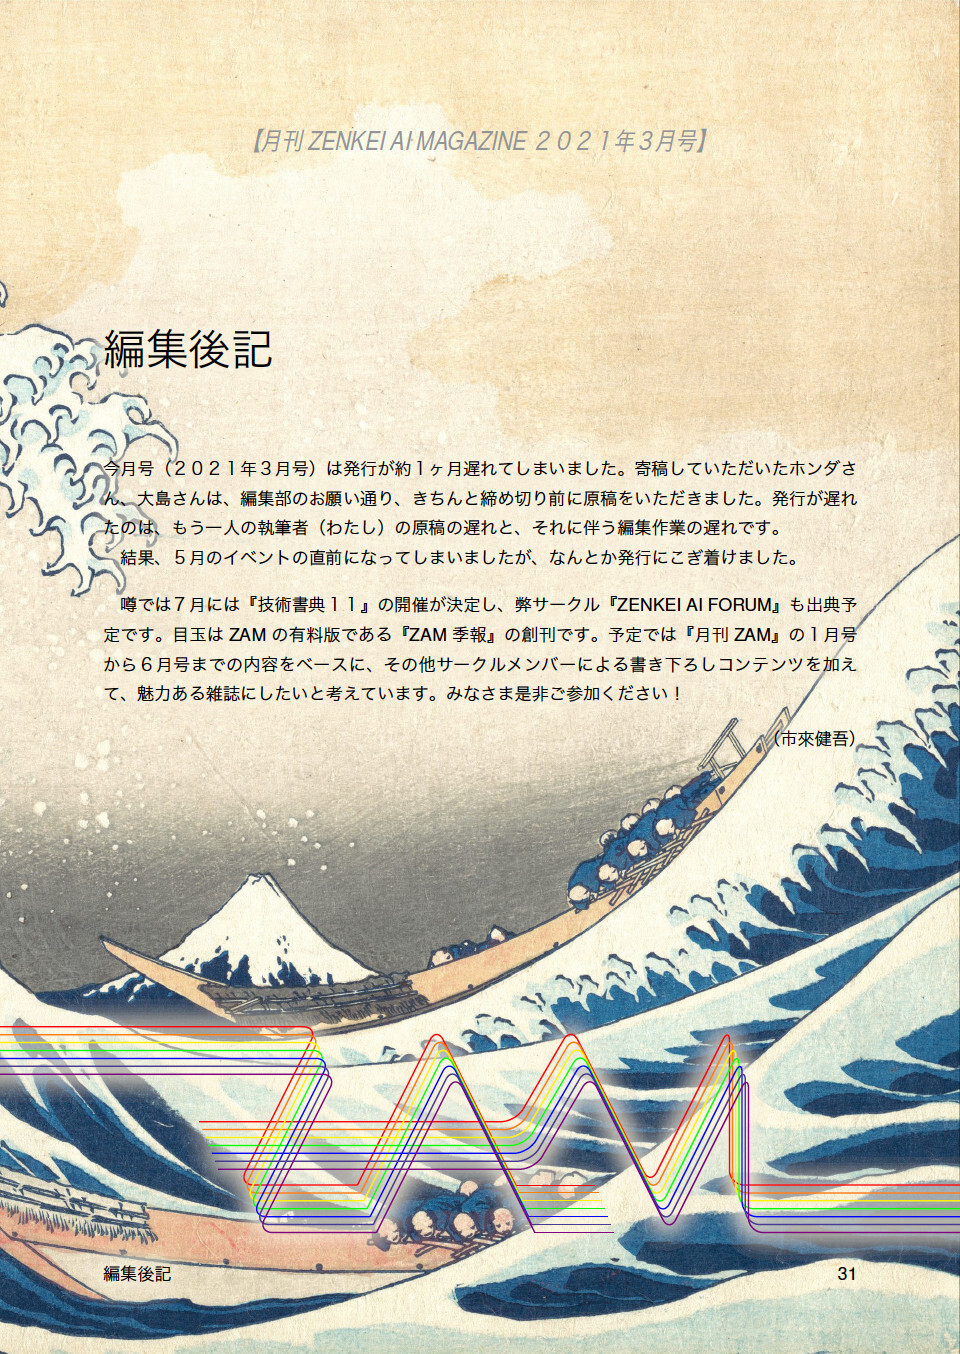 【月刊 ZENKEI AI MAGAZINE ２０２１年３月号】
編集後記
今月号（２０２１年３月号）は発行が約１ヶ月遅れてしまいました。寄稿していただいたホンダさ
ん、大島さんは、編集部のお願い通り、きちんと締め切り前に原稿をいただきました。発行が遅れ
たのは、もう一人の執筆者（わたし）の原稿の遅れと、それに伴う編集作業の遅れです。
　結果、５月のイベントの直前になってしまいましたが、なんとか発行にこぎ着けました。
　噂では７月には『技術書典１１』の開催が決定し、弊サークル『ZENKEI AI FORUM』も出典予
定です。目玉は ZAM の有料版である『ZAM 季報』の創刊です。予定では『月刊 ZAM』の１月号
から６月号までの内容をベースに、その他サークルメンバーによる書き下ろしコンテンツを加え
て、魅力ある雑誌にしたいと考えています。みなさま是非ご参加ください！
（市來健吾）
ZAM
編集後記
31